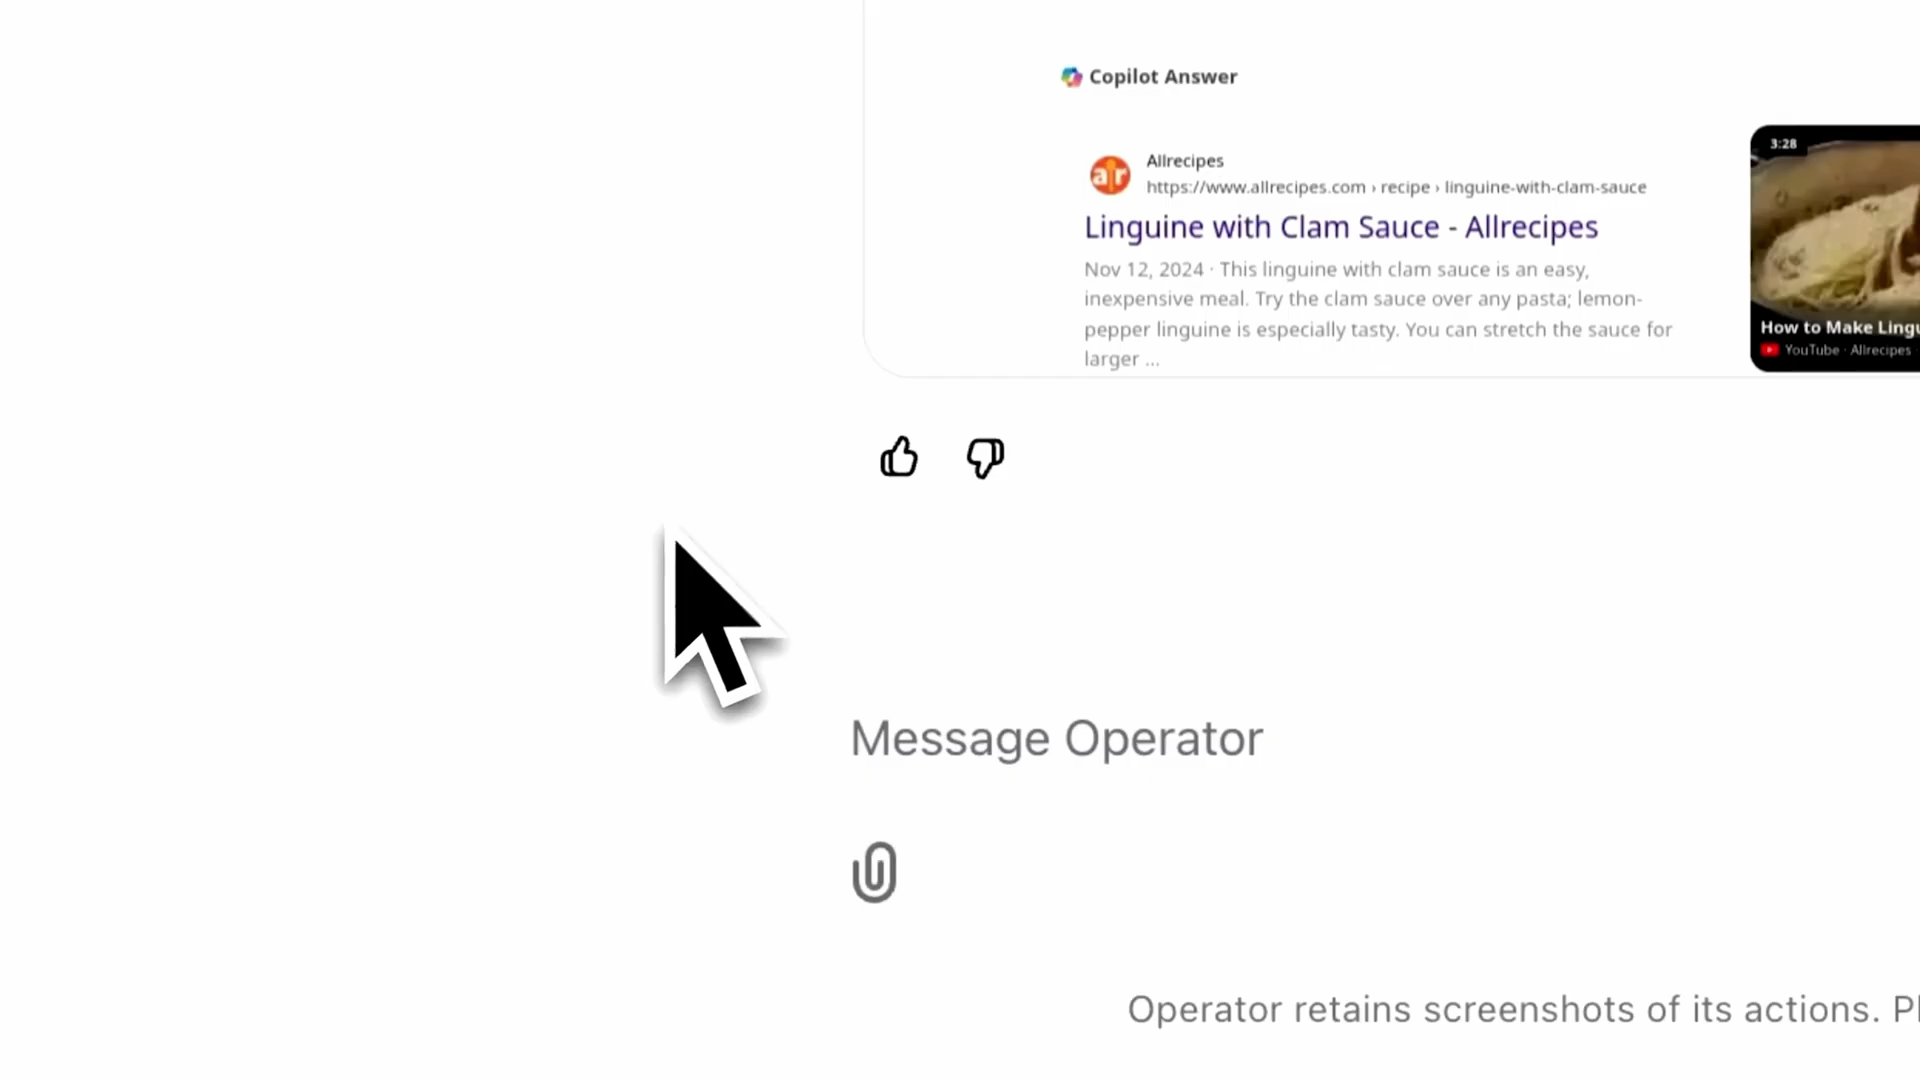 Copilot Answer
Allrecipes
https://www.allrecipes.com › recipe › linguine-with-clam-sauce
Linguine with Clam Sauce - Allrecipes
Nov 12, 2024 · This linguine with clam sauce is an easy,
inexpensive meal. Try the clam sauce over any pasta; lemon-
pepper linguine is especially tasty. You can stretch the sauce for
larger ...
3:28
How to Make Lingu
YouTube · Allrecipes
Message Operator
Operator retains screenshots of its actions. Pl